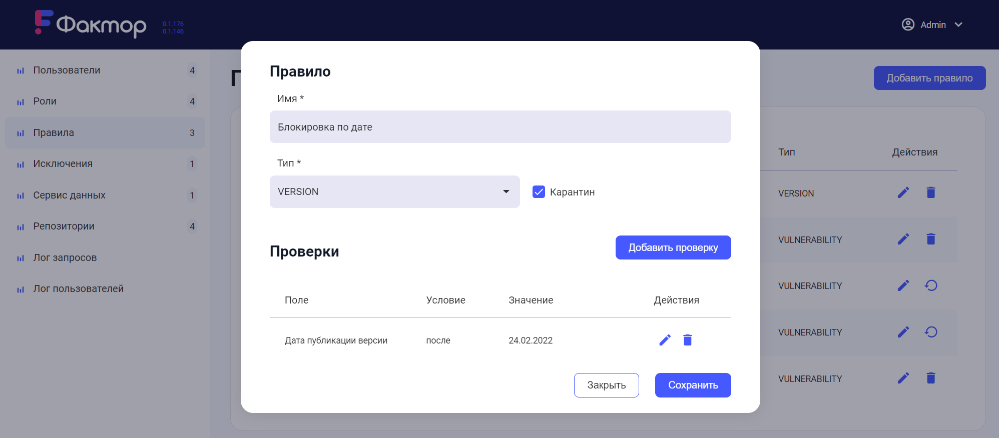 Фактор
0.1.176
0.1.146
Admin
Пользователи 4
Роли 4
Правила 3
Исключения 1
Сервис данных 1
Репозитории 4
Лог запросов
Лог пользователей
Добавить правило
Тип Действия
VERSION
VULNERABILITY
VULNERABILITY
VULNERABILITY
VULNERABILITY
Правило
Имя *
Блокировка по дате
Тип *
VERSION
Карантин
Проверки
Добавить проверку
Поле Условие Значение Действия
Дата публикации версии после 24.02.2022
Закрыть Сохранить